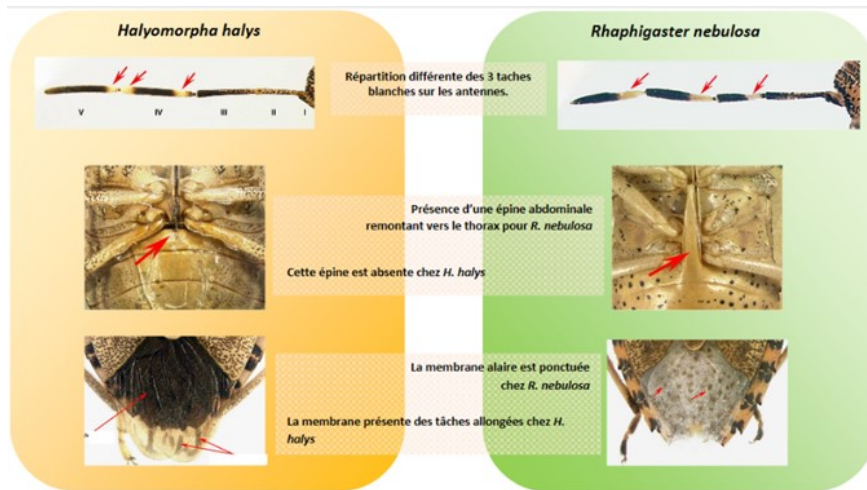 Halyomorpha halys
Rhaphigaster nebulosa
Répartition différente des 3 taches
blanches sur les antennes.
V IV III II I
Présence d'une épine abdominale
remontant vers le thorax pour R. nebulosa
Cette épine est absente chez H. halys
La membrane alaire est ponctuée
chez R. nebulosa
La membrane présente des tâches allongées chez H.
halys